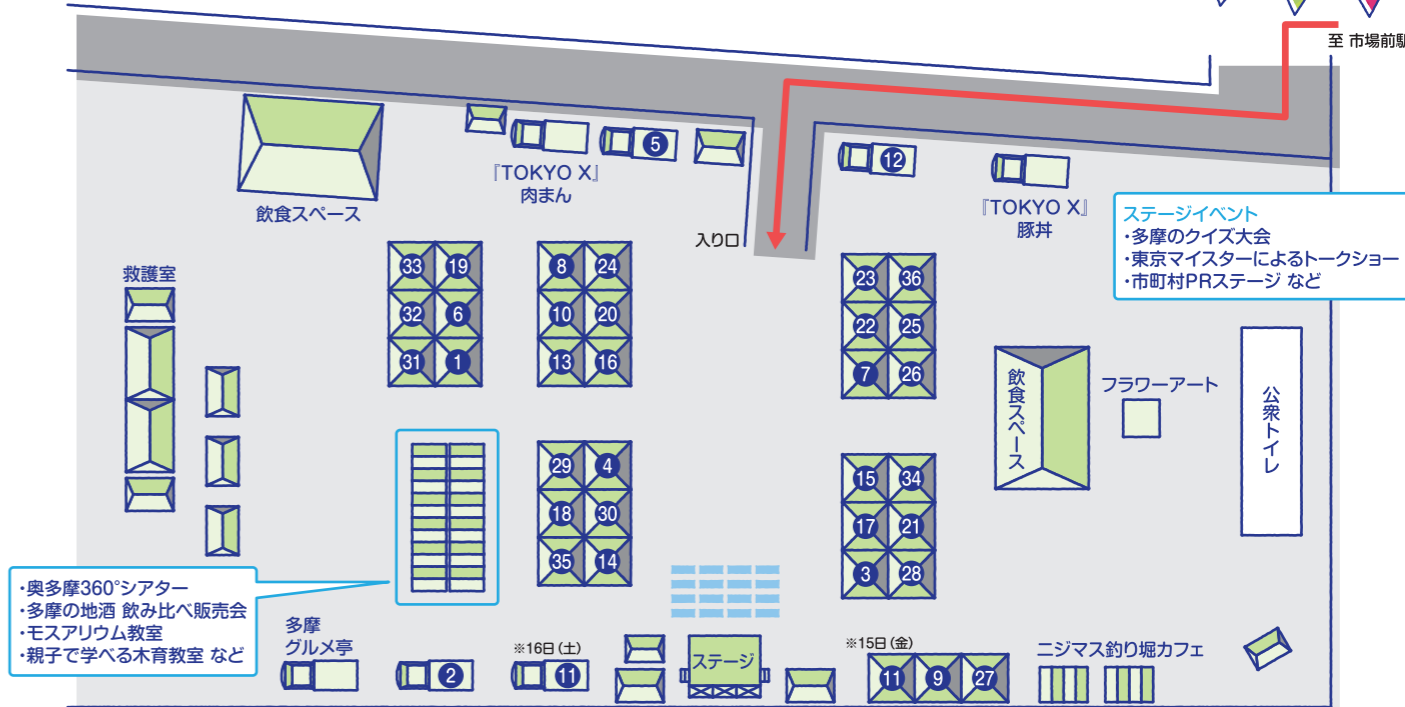 至 市場前駅
5
12
『TOKYO X』
肉まん
『TOKYO X』
豚丼
飲食スペース
入り口
ステージイベント
・多摩のクイズ大会
・東京マイスターによるトークショー
・市町村PRステージ など
救護室
33 19
32 6
31 1
8 24
10 20
13 16
23 36
22 25
7 26
飲食スペース
フラワーアート
公衆トイレ
29 4
18 30
35 14
15 34
17 21
3 28
・奥多摩360°シアター
・多摩の地酒 飲み比べ販売会
・モスアリウム教室
・親子で学べる木育教室 など
多摩
グルメ亭
2
※16日(土)
11
ステージ
※15日(金)
11 9 27
ニジマス釣り堀カフェ